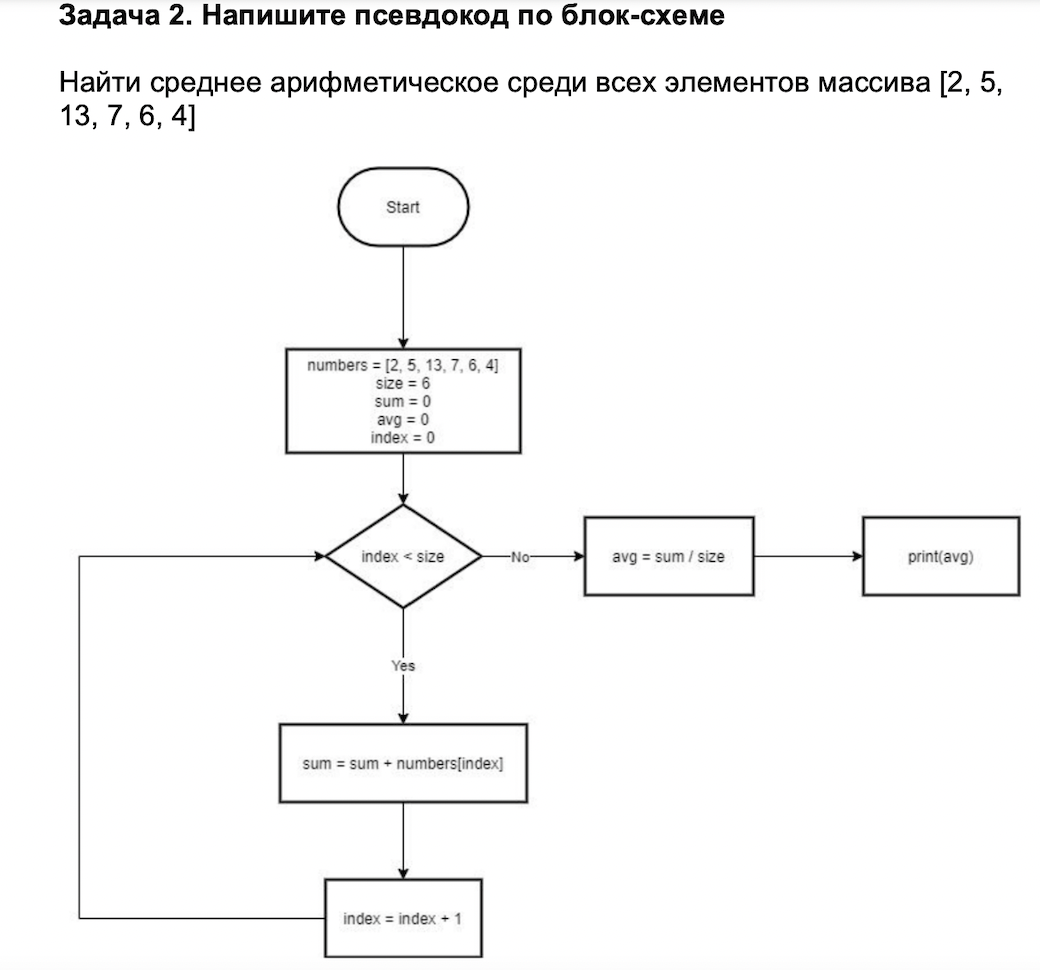 Задача 2. Напишите псевдокод по блок-схеме
Найти среднее арифметическое среди всех элементов массива [2, 5,
13, 7, 6, 4]
Start
numbers = [2, 5, 13, 7, 6, 4]
size = 6
sum = 0
avg = 0
index = 0
index < size
No
avg = sum / size
print(avg)
Yes
sum = sum + numbers[index]
index = index + 1